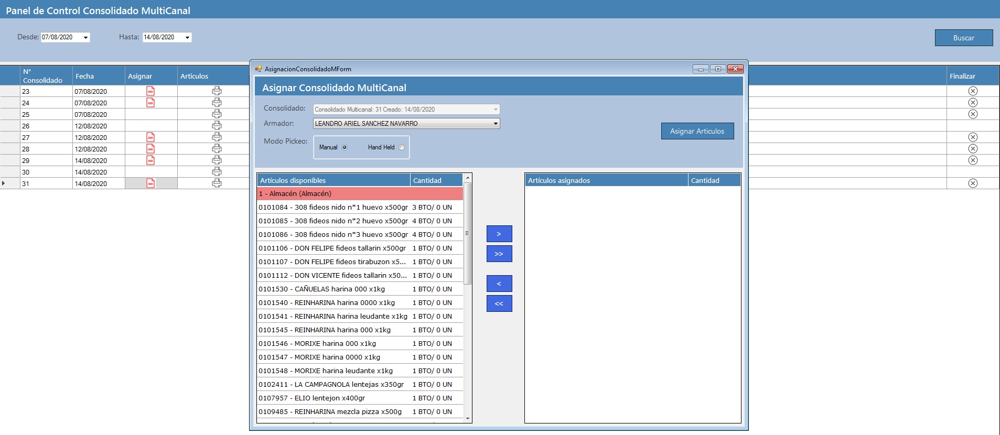 Panel de Control Consolidado MultiCanal
Desde: 07/08/2020 Hasta: 14/08/2020 Buscar
N° Consolidado Fecha Asignar Articulos Finalizar
23 07/08/2020
24 07/08/2020
25 07/08/2020
26 12/08/2020
27 12/08/2020
28 12/08/2020
29 14/08/2020
30 14/08/2020
31 14/08/2020
AsignacionConsolidadoMForm
Asignar Consolidado MultiCanal
Consolidado: Consolidado Multicanal: 31 Creado: 14/08/2020
Armador: LEANDRO ARIEL SANCHEZ NAVARRO
Asignar Articulos
Modo Pickeo: Manual Hand Held
Artículos disponibles Cantidad
1 - Almacén (Almacén)
0101084 - 308 fideos nido n*1 huevo x500gr 3 BTO/ 0 UN
0101085 - 308 fideos nido n*2 huevo x500gr 4 BTO/ 0 UN
0101086 - 308 fideos nido n*3 huevo x500gr 4 BTO/ 0 UN
0101106 - DON FELIPE fideos tallarin x500gr 1 BTO/ 0 UN
0101107 - DON FELIPE fideos tirabuzon x5... 1 BTO/ 0 UN
0101112 - DON VICENTE fideos tallarin x50... 1 BTO/ 0 UN
0101530 - CAÑUELAS harina 000 x1kg 1 BTO/ 0 UN
0101540 - REINHARINA harina 0000 x1kg 1 BTO/ 0 UN
0101541 - REINHARINA harina leudante x1kg 1 BTO/ 0 UN
0101545 - REINHARINA harina 000 x1kg 1 BTO/ 0 UN
0101546 - MORIXE harina 000 x1kg 1 BTO/ 0 UN
0101547 - MORIXE harina 0000 x1kg 1 BTO/ 0 UN
0101548 - MORIXE harina leudante x1kg 1 BTO/ 0 UN
0102411 - LA CAMPAGNOLA lentejas x350gr 1 BTO/ 0 UN
0107957 - ELIO lentejon x400gr 1 BTO/ 0 UN
0109485 - REINHARINA mezcla pizza x500g 1 BTO/ 0 UN
>
>>
<
<<
Artículos asignados Cantidad